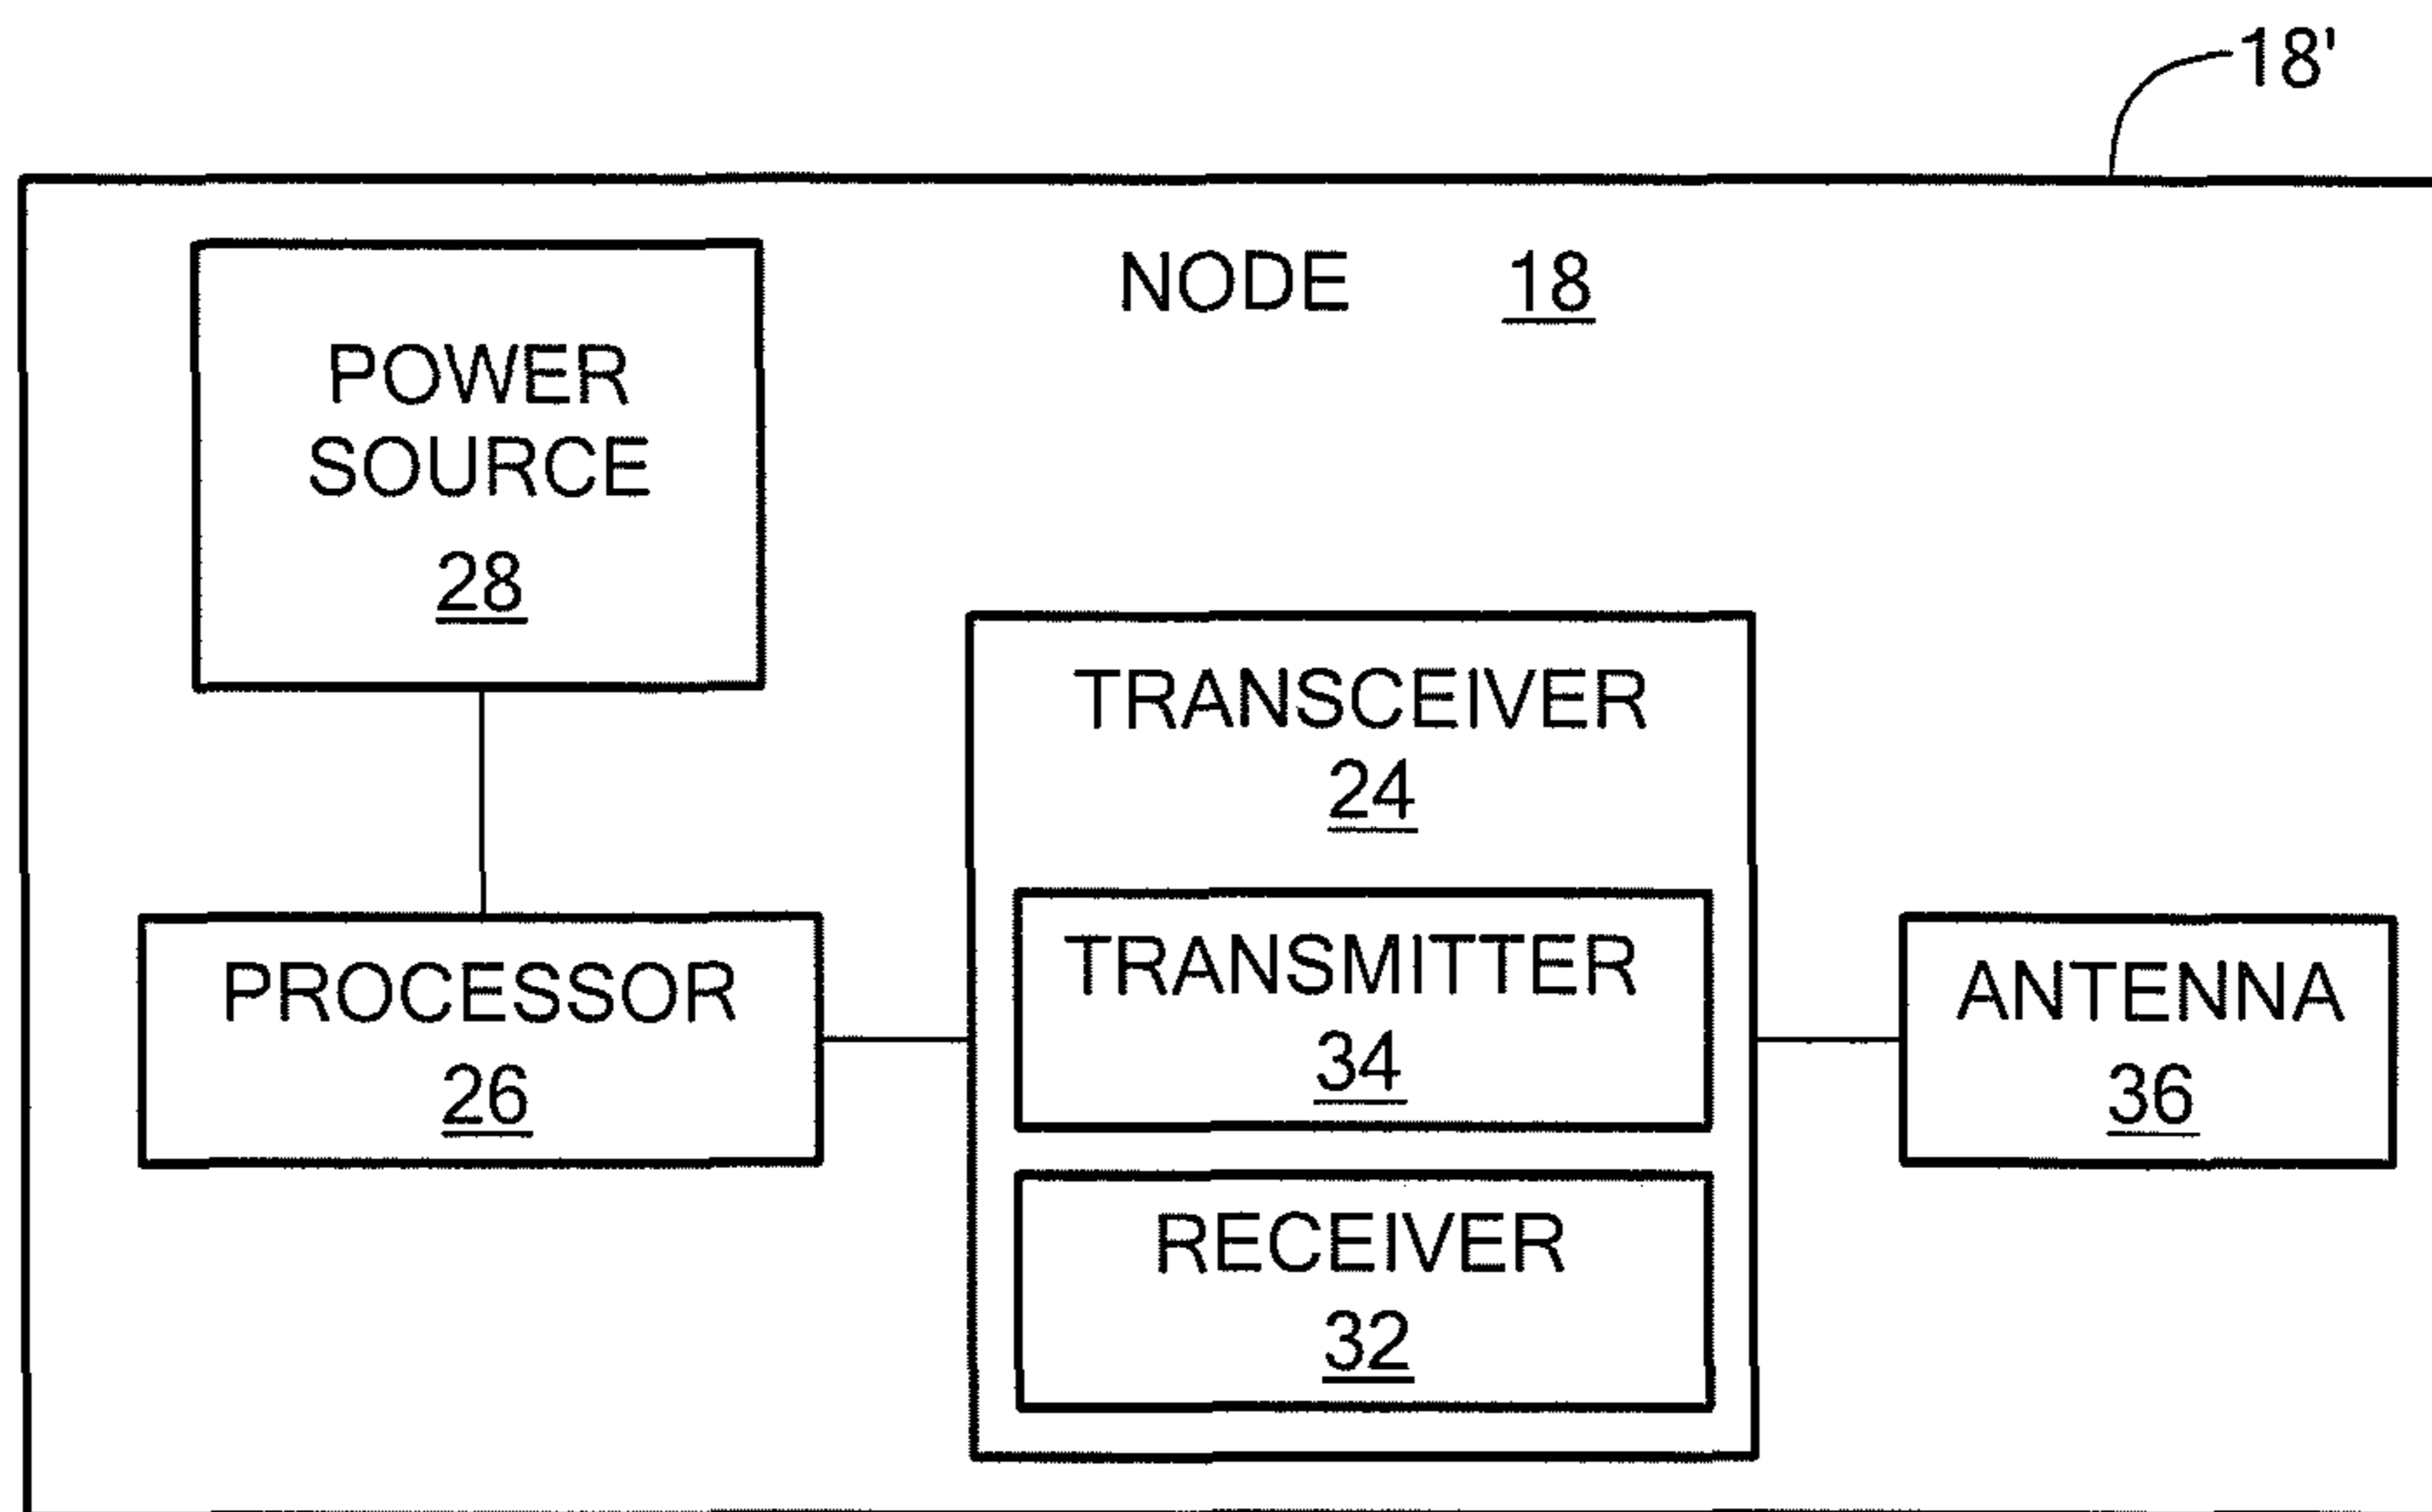 18'
NODE 18
POWER
SOURCE
28
TRANSCEIVER
24
TRANSMITTER
34
PROCESSOR
26
ANTENNA
36
RECEIVER
32